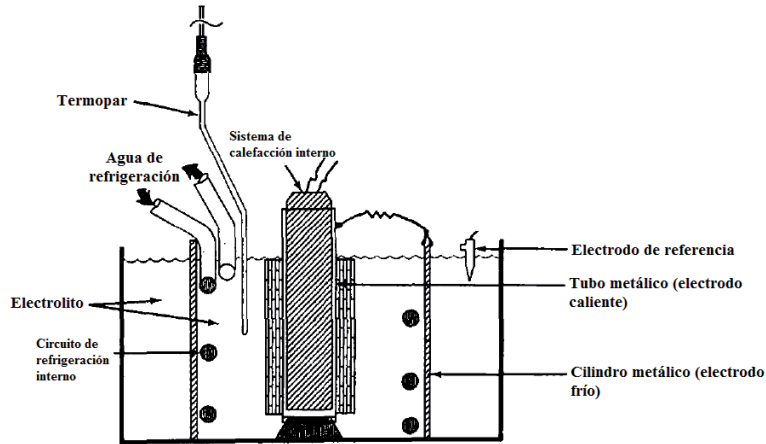 Termopar
Sistema de
calefacción interno
Agua de
refrigeración
Electrodo de referencia
Tubo metálico (electrodo
caliente)
Electrolito
Circuito de
refrigeración
interno
Cilindro metálico (electrodo
frío)